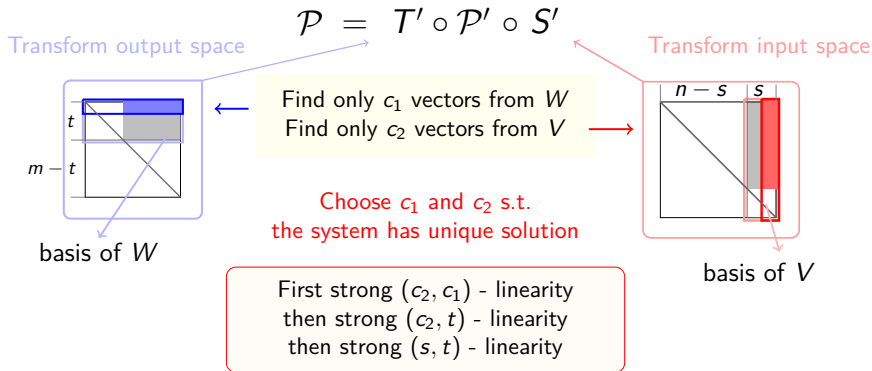 𝒫 = T′ ∘ 𝒫′ ∘ S′
Transform output space
Transform input space
t
m − t
basis of W
Find only c₁ vectors from W
Find only c₂ vectors from V
n − s
s
basis of V
Choose c₁ and c₂ s.t.
the system has unique solution
First strong (c₂, c₁) - linearity
then strong (c₂, t) - linearity
then strong (s, t) - linearity